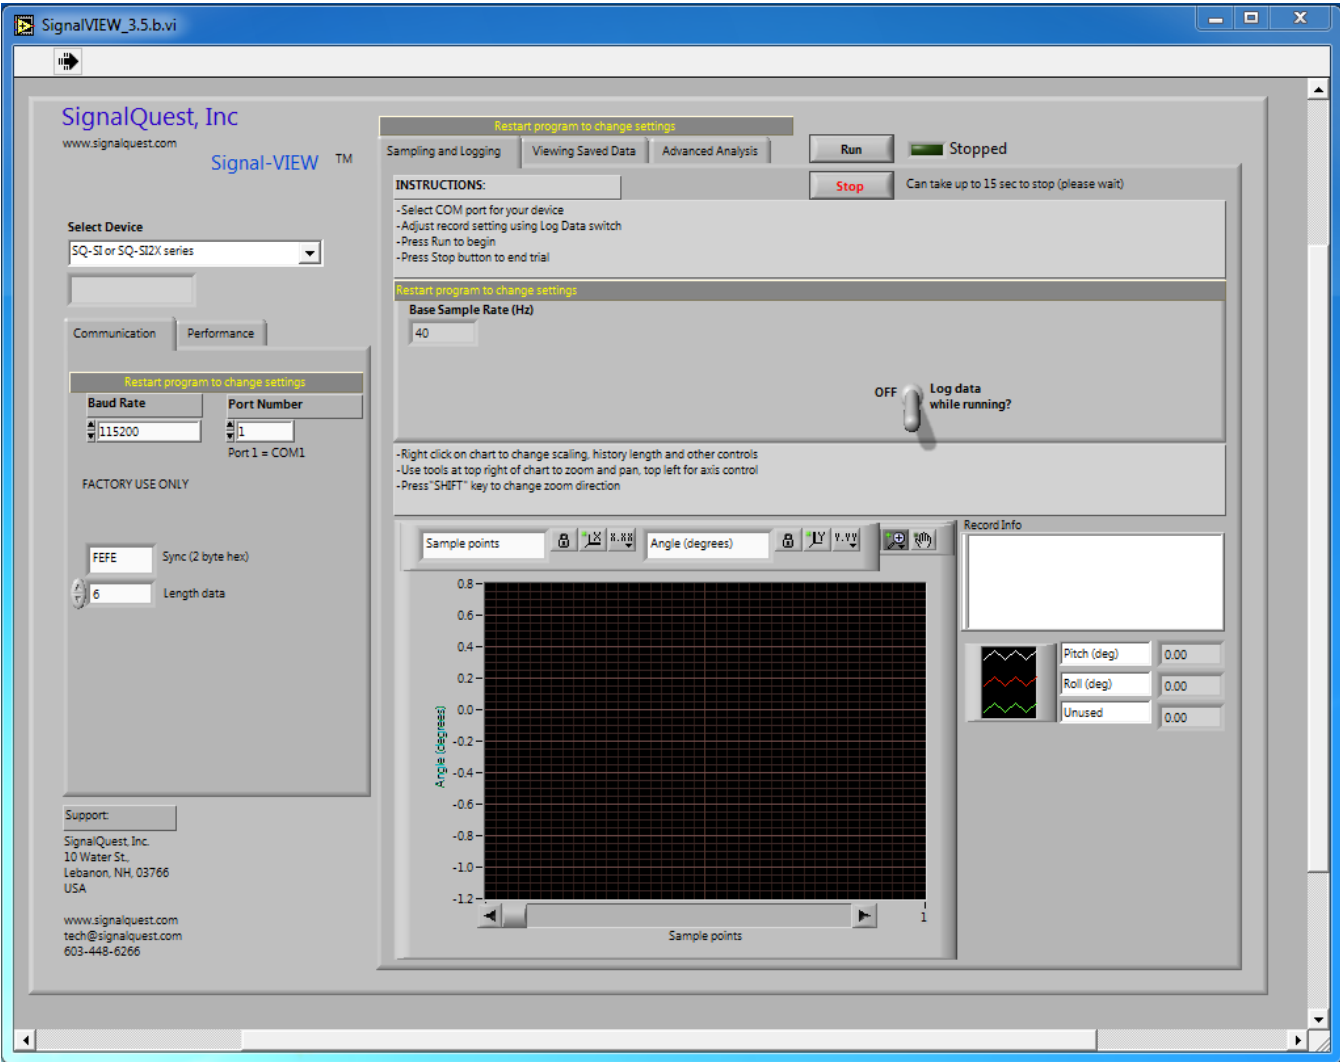 SignalVIEW_3.5.b.vi
SignalQuest, Inc
www.signalquest.com
Signal-VIEW TM
Select Device
SQ-SI or SQ-SI2X series
Communication
Performance
Restart program to change settings
Baud Rate
Port Number
115200
1
Port 1 = COM1
FACTORY USE ONLY
FEFE
Sync (2 byte hex)
6
Length data
Support:
SignalQuest, Inc.
10 Water St.,
Lebanon, NH, 03766
USA
www.signalquest.com
tech@signalquest.com
603-448-6266
Restart program to change settings
Sampling and Logging
Viewing Saved Data
Advanced Analysis
Run
Stopped
Stop
Can take up to 15 sec to stop (please wait)
INSTRUCTIONS:
-Select COM port for your device
-Adjust record setting using Log Data switch
-Press Run to begin
-Press Stop button to end trial
Restart program to change settings
Base Sample Rate (Hz)
40
OFF
Log data
while running?
-Right click on chart to change scaling, history length and other controls
-Use tools at top right of chart to zoom and pan, top left for axis control
-Press"SHIFT" key to change zoom direction
Sample points
X
X.XX
Angle (degrees)
Y
Y.YY
0.8
0.6
0.4
0.2
0.0
-0.2
-0.4
-0.6
-0.8
-1.0
-1.2
Angle (degrees)
1
Sample points
Record Info
Pitch (deg)
0.00
Roll (deg)
0.00
Unused
0.00